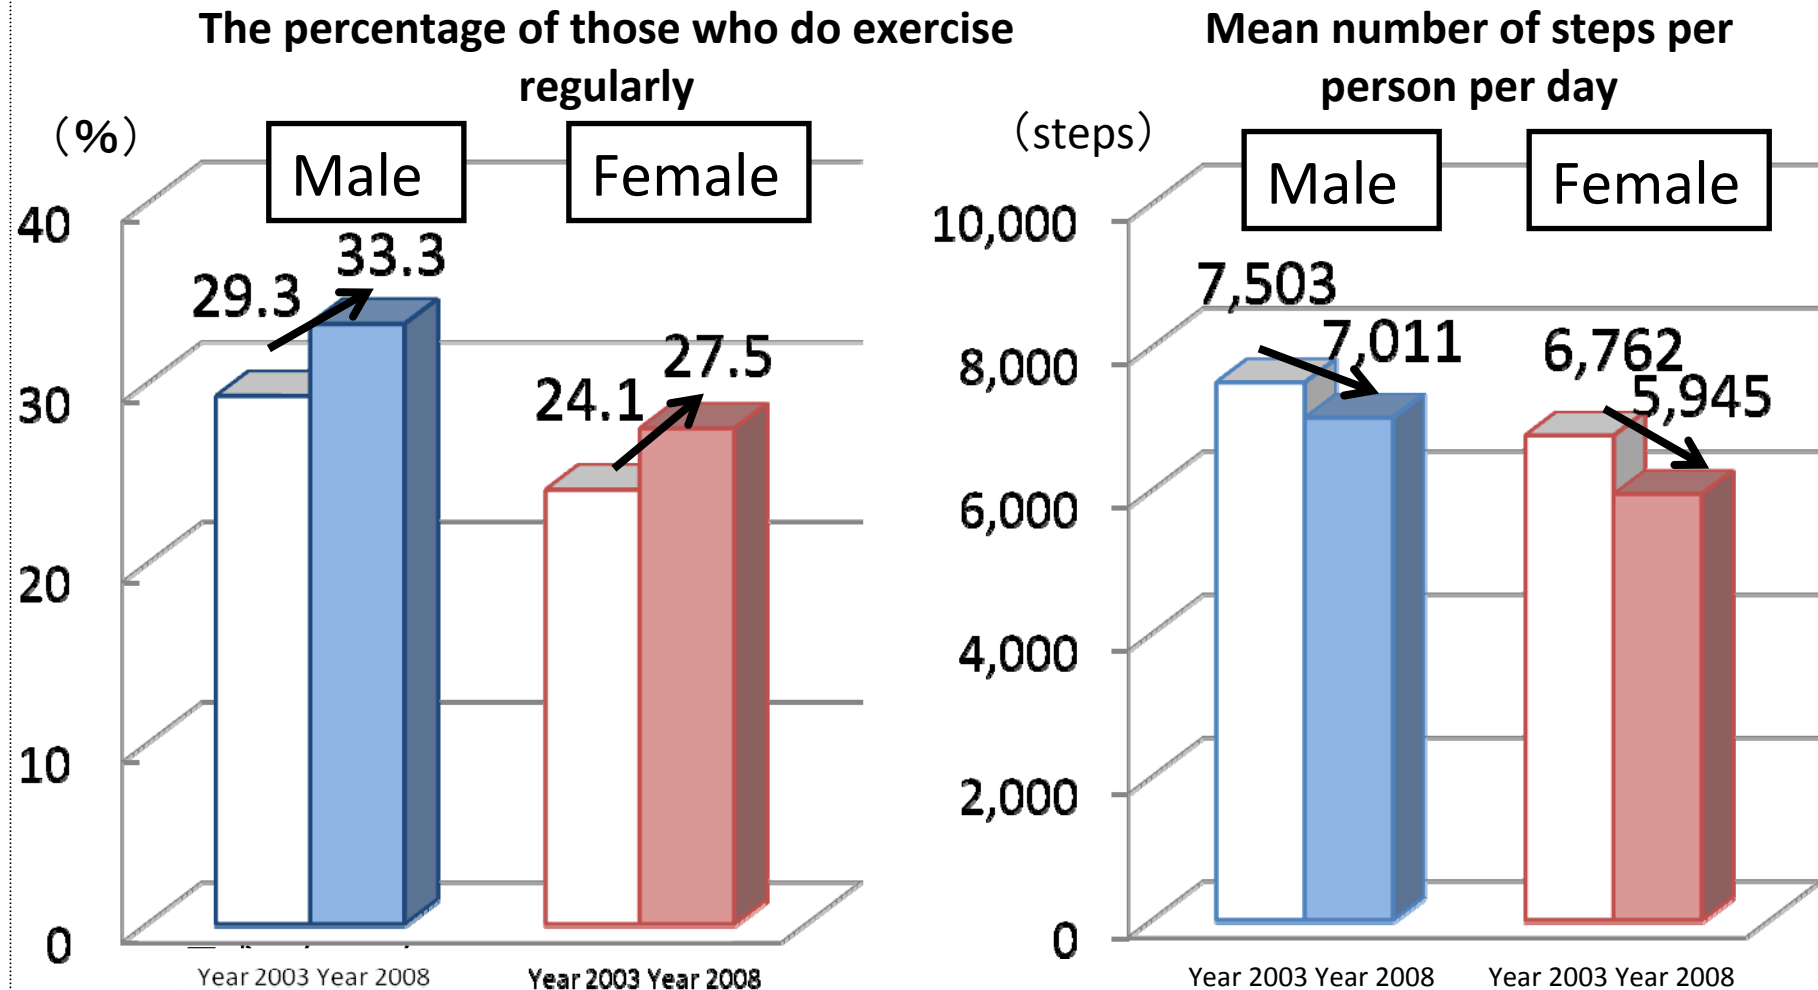 The percentage of those who do exercise
regularly
(%)
Male
Female
40
30
20
10
0
29.3
33.3
24.1
27.5
Year 2003 Year 2008
Year 2003 Year 2008
Mean number of steps per
person per day
(steps)
Male
Female
10,000
8,000
6,000
4,000
2,000
0
7,503
7,011
6,762
5,945
Year 2003 Year 2008
Year 2003 Year 2008